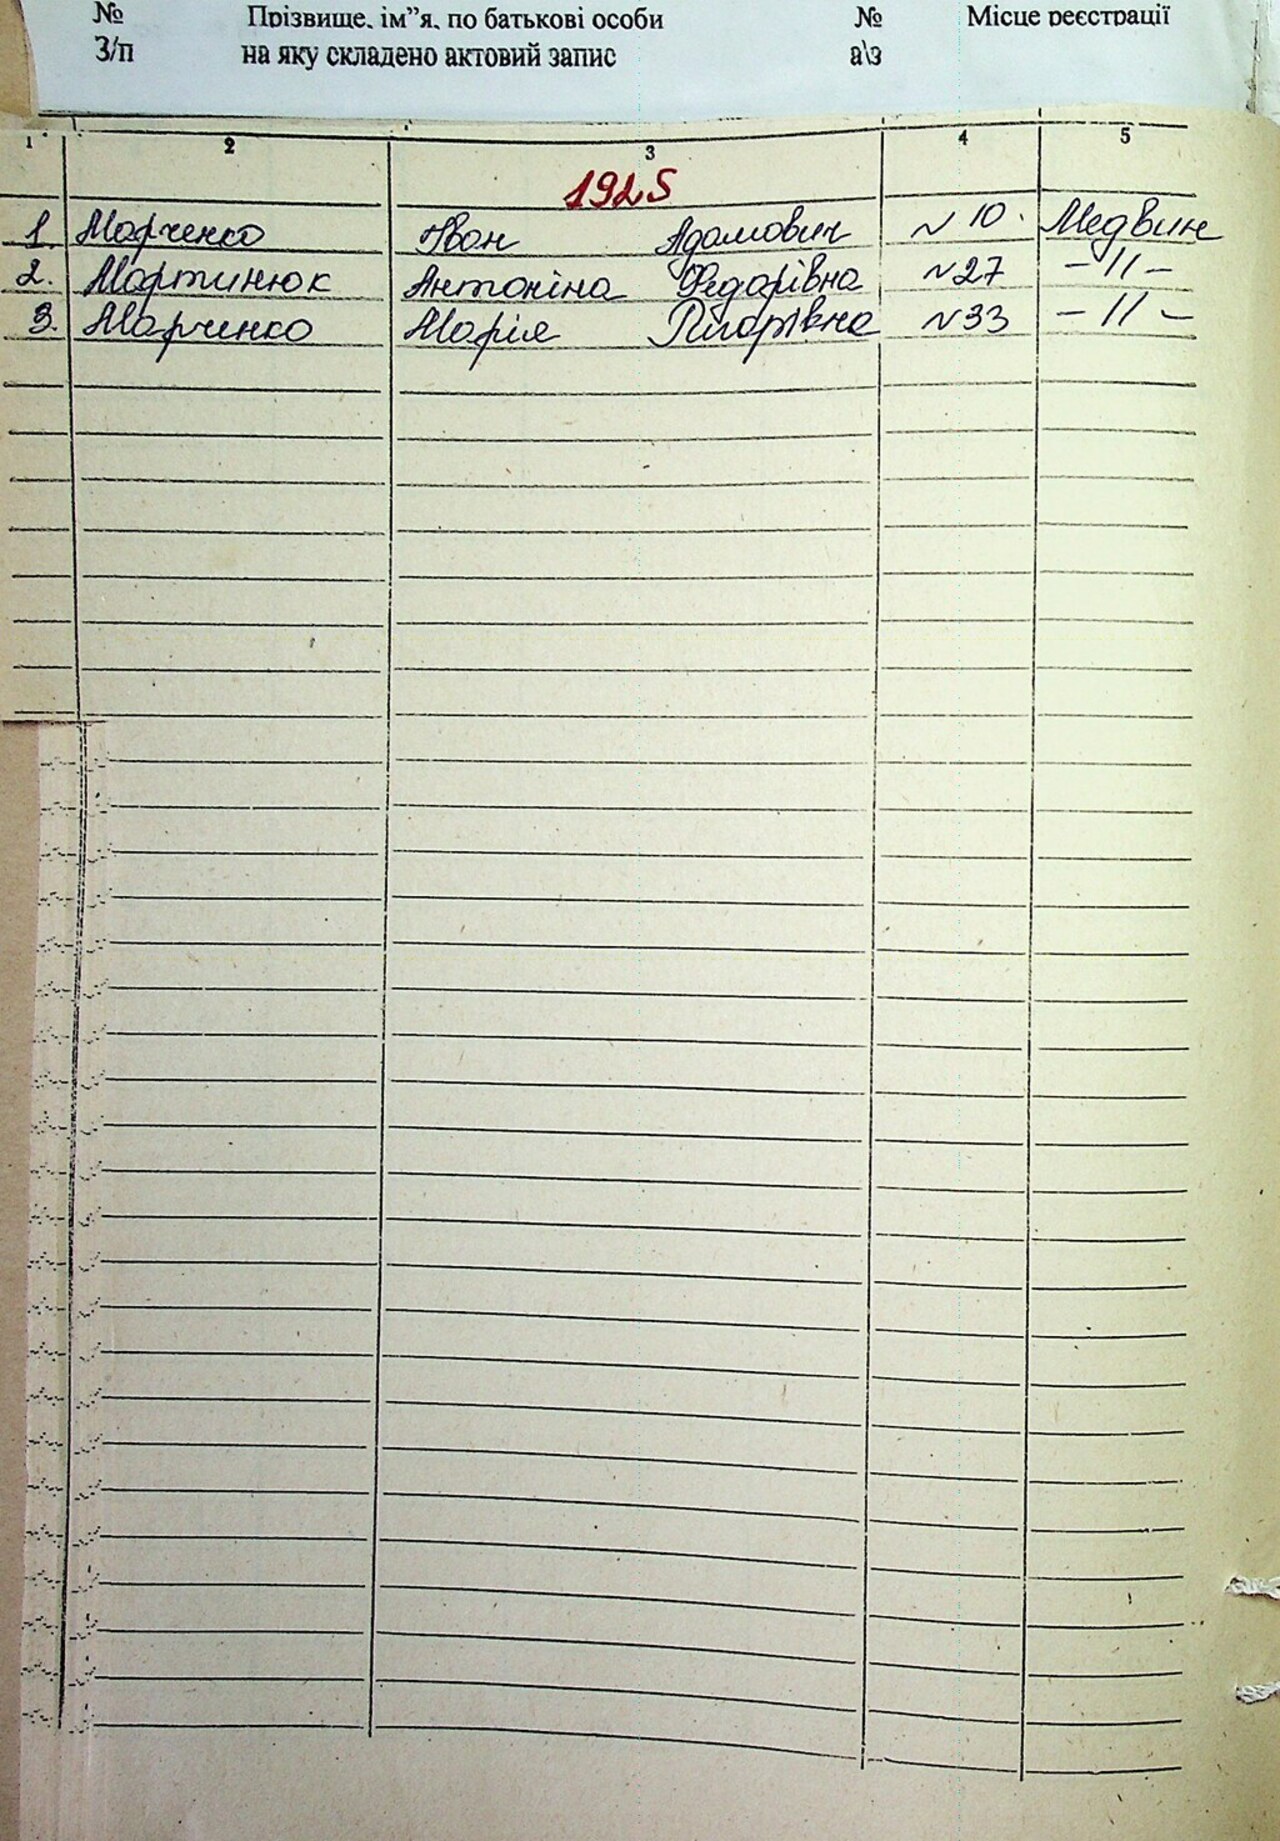 № Прізвище, ім”я, по батькові особи № Місце реєстрації
З/п на яку складено актовий запис а\з
1 2 3 4 5
1925
1. Марченко Іван Адамович № 10. Медвине
2. Мартинюк Антоніна Федорівна № 27 –11–
3. Марченко Марія Григорівна № 33 –11–